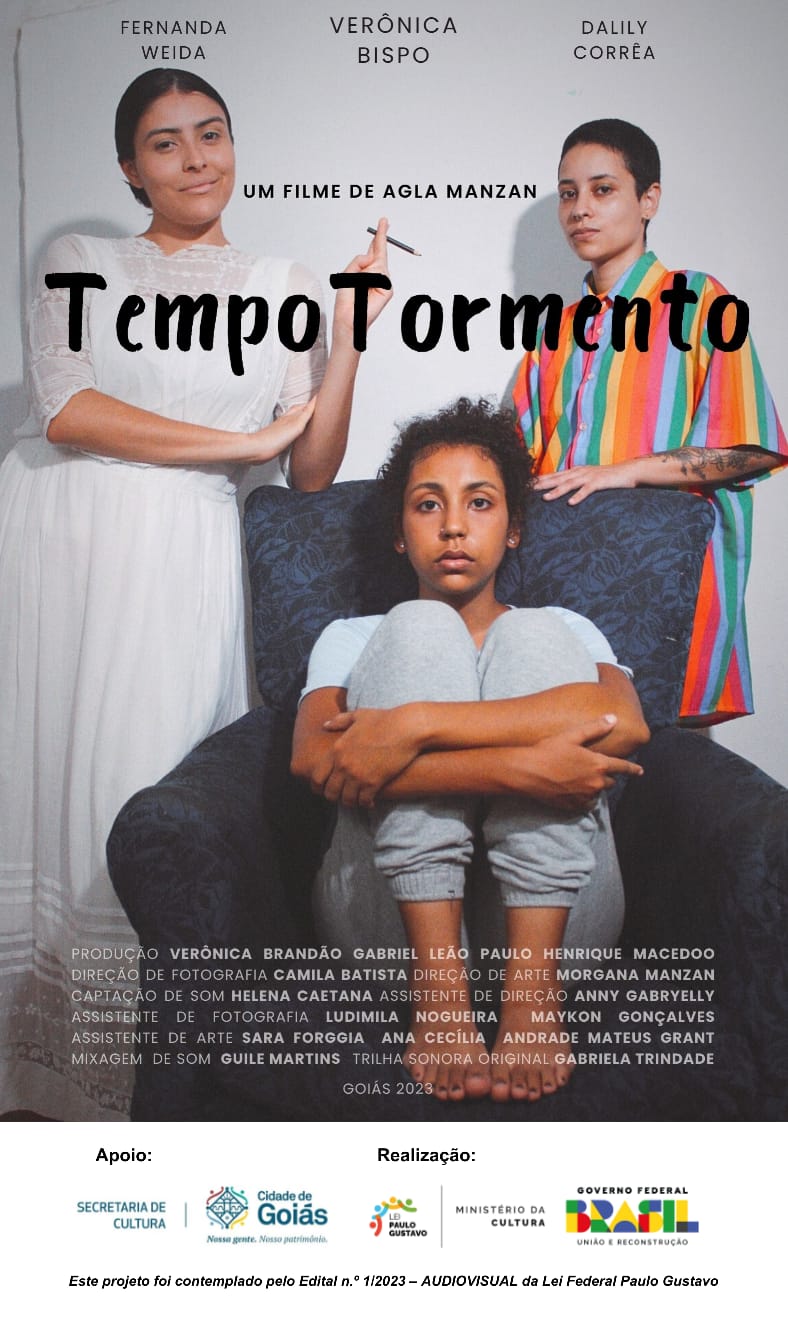 FERNANDA
WEIDA
VERÔNICA
BISPO
DALILY
CORRÊA
UM FILME DE AGLA MANZAN
TempoTormento
PRODUÇÃO VERÔNICA BRANDÃO GABRIEL LEÃO PAULO HENRIQUE MACEDOO
DIREÇÃO DE FOTOGRAFIA CAMILA BATISTA DIREÇÃO DE ARTE MORGANA MANZAN
CAPTAÇÃO DE SOM HELENA CAETANA ASSISTENTE DE DIREÇÃO ANNY GABRYELLY
ASSISTENTE DE FOTOGRAFIA LUDIMILA NOGUEIRA MAYKON GONÇALVES
ASSISTENTE DE ARTE SARA FORGGIA ANA CECÍLIA ANDRADE MATEUS GRANT
MIXAGEM DE SOM GUILE MARTINS TRILHA SONORA ORIGINAL GABRIELA TRINDADE
GOIÁS 2023
Apoio:
Realização:
SECRETARIA DE
CULTURA
Cidade de
Goiás
Nossa gente. Nosso patrimônio.
LEI
PAULO
GUSTAVO
MINISTÉRIO DA
CULTURA
GOVERNO FEDERAL
BRASIL
UNIÃO E RECONSTRUÇÃO
Este projeto foi contemplado pelo Edital n.º 1/2023 – AUDIOVISUAL da Lei Federal Paulo Gustavo